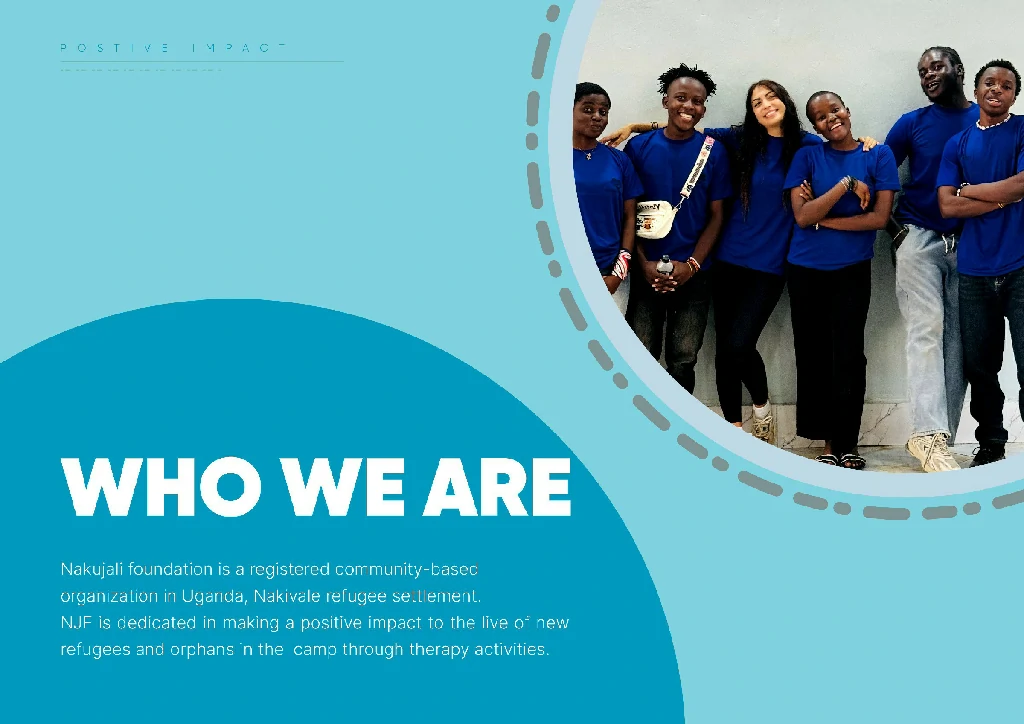 POSTIVE IMPACT
WHO WE ARE
Nakujali foundation is a registered community-based
organization in Uganda, Nakivale refugee settlement.
NJF is dedicated in making a positive impact to the live of new
refugees and orphans in the camp through therapy activities.